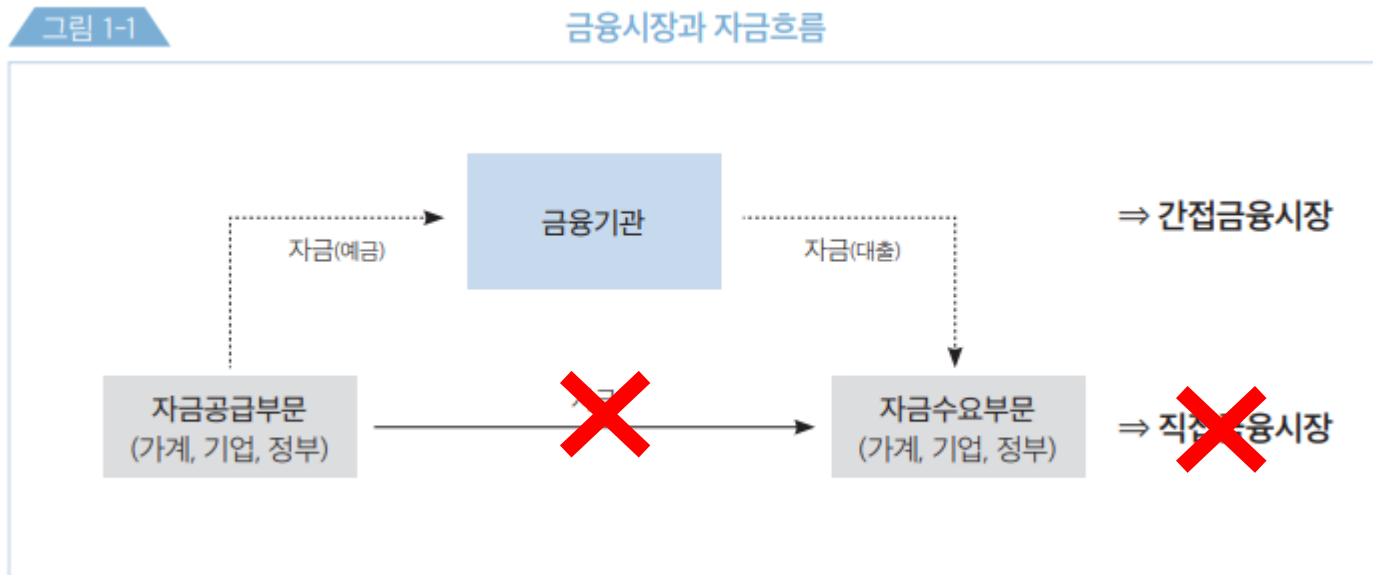 그림 1-1
금융시장과 자금흐름
금융기관
⇒ 간접금융시장
자금(예금)
자금(대출)
자금공급부문
(가계, 기업, 정부)
자금수요부문
(가계, 기업, 정부)
⇒ 직접금융시장